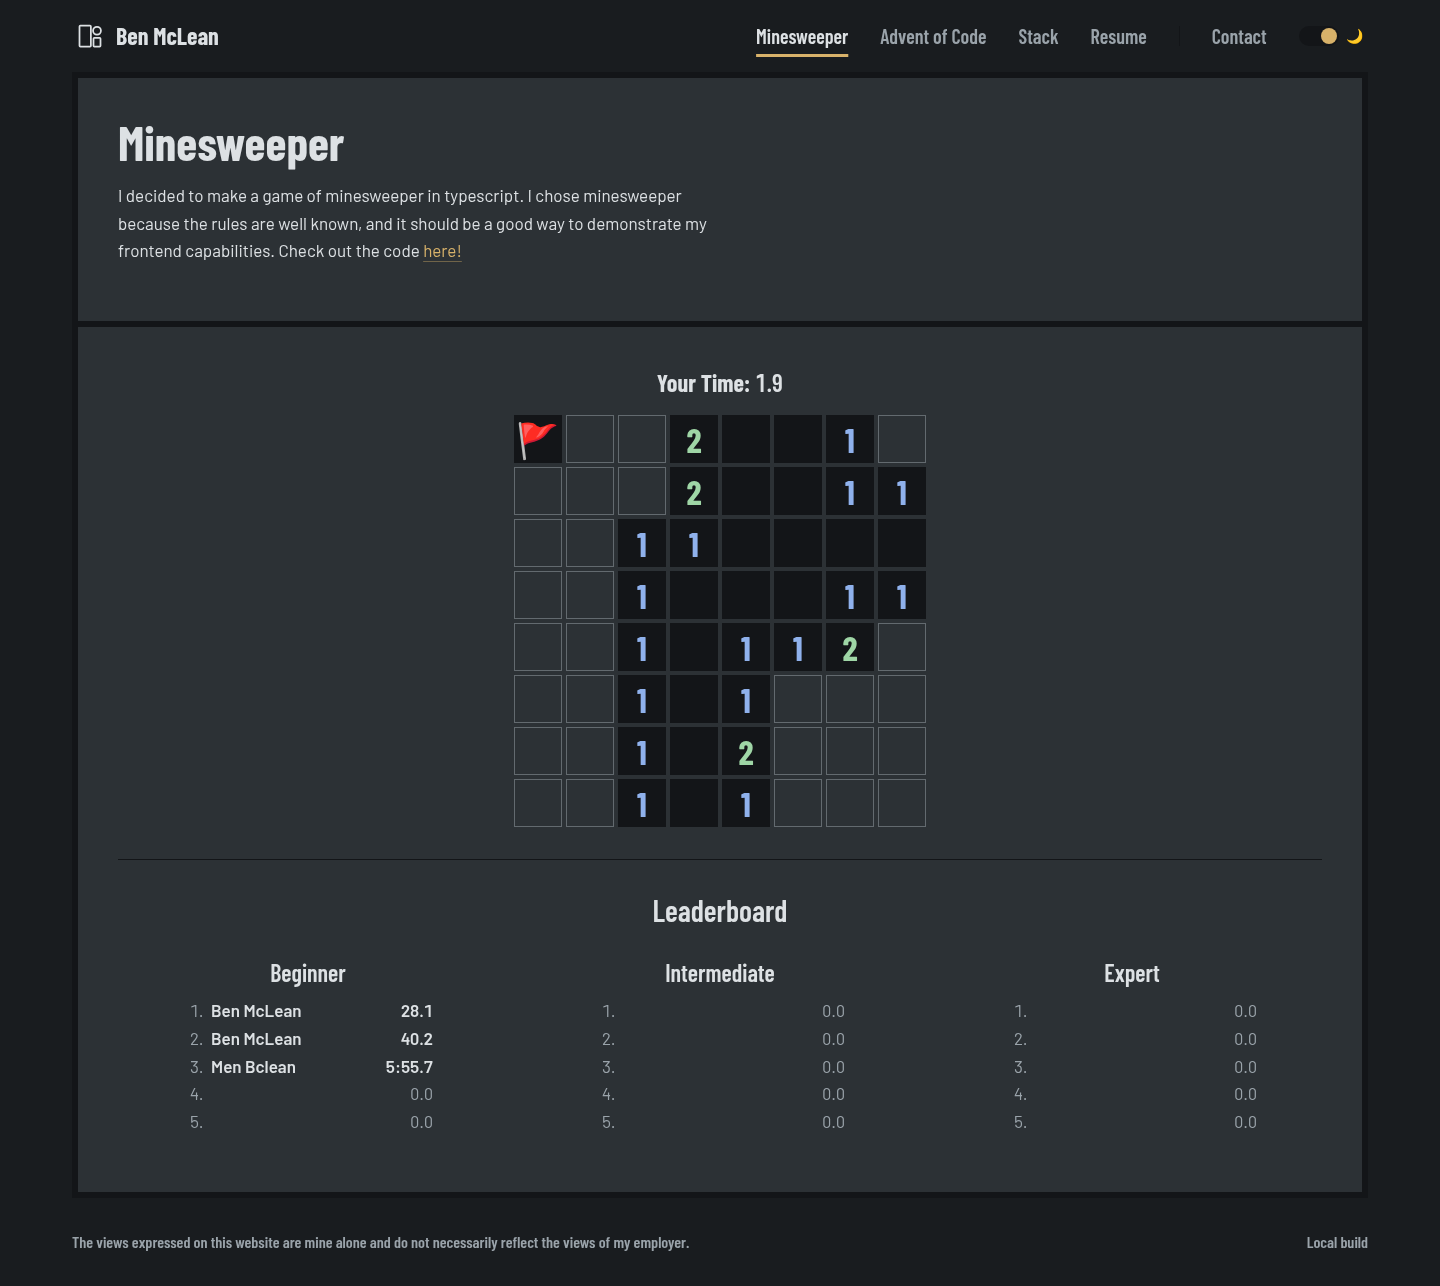 Ben McLean
Minesweeper Advent of Code Stack Resume Contact
Minesweeper
I decided to make a game of minesweeper in typescript. I chose minesweeper
because the rules are well known, and it should be a good way to demonstrate my
frontend capabilities. Check out the code here!
Your Time: 1.9
2 1
2 1 1
1 1
1 1 1
1 1 1 2
1 1
1 2
1 1
Leaderboard
Beginner
1. Ben McLean 28.1
2. Ben McLean 40.2
3. Men Bclean 5:55.7
4. 0.0
5. 0.0
Intermediate
1. 0.0
2. 0.0
3. 0.0
4. 0.0
5. 0.0
Expert
1. 0.0
2. 0.0
3. 0.0
4. 0.0
5. 0.0
The views expressed on this website are mine alone and do not necessarily reflect the views of my employer.
Local build